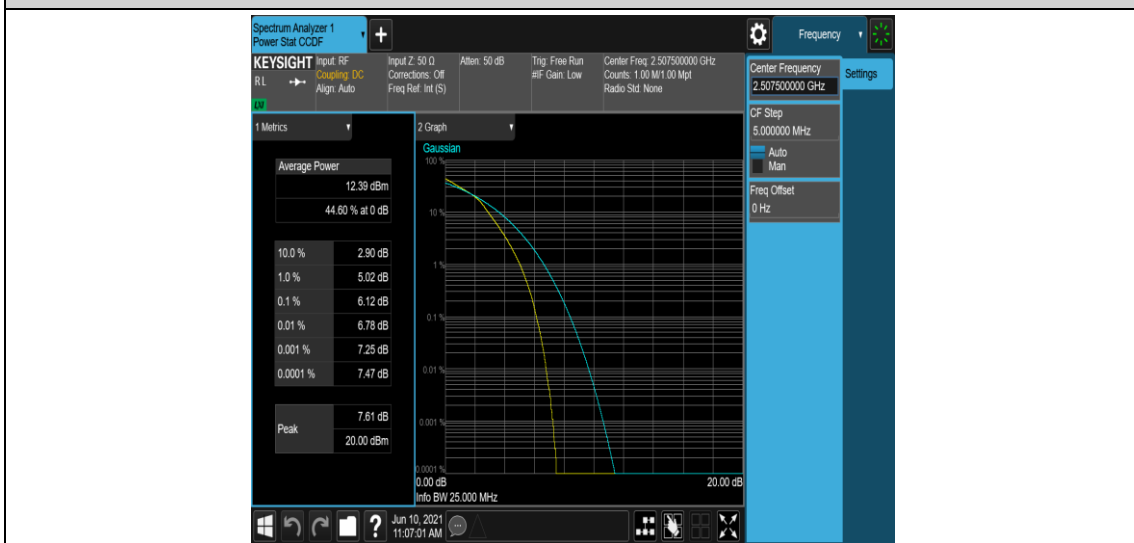 Spectrum Analyzer 1
Power Stat CCDF
+
Frequency
KEYSIGHT
RL
Input: RF
Coupling: DC
Align: Auto
Input Z: 50 Ω
Corrections: Off
Freq Ref: Int (S)
Atten: 50 dB
Trig: Free Run
#IF Gain: Low
Center Freq: 2.507500000 GHz
Counts: 1.00 M/1.00 Mpt
Radio Std: None
Center Frequency
2.507500000 GHz
Settings
CF Step
5.000000 MHz
Auto
Man
Freq Offset
0 Hz
1 Metrics
Average Power
12.39 dBm
44.60 % at 0 dB
10.0 % 2.90 dB
1.0 % 5.02 dB
0.1 % 6.12 dB
0.01 % 6.78 dB
0.001 % 7.25 dB
0.0001 % 7.47 dB
Peak
7.61 dB
20.00 dBm
2 Graph
Gaussian
100 %
10 %
1 %
0.1 %
0.01 %
0.001 %
0.0001 %
0.00 dB 20.00 dB
Info BW 25.000 MHz
?
Jun 10, 2021
11:07:01 AM